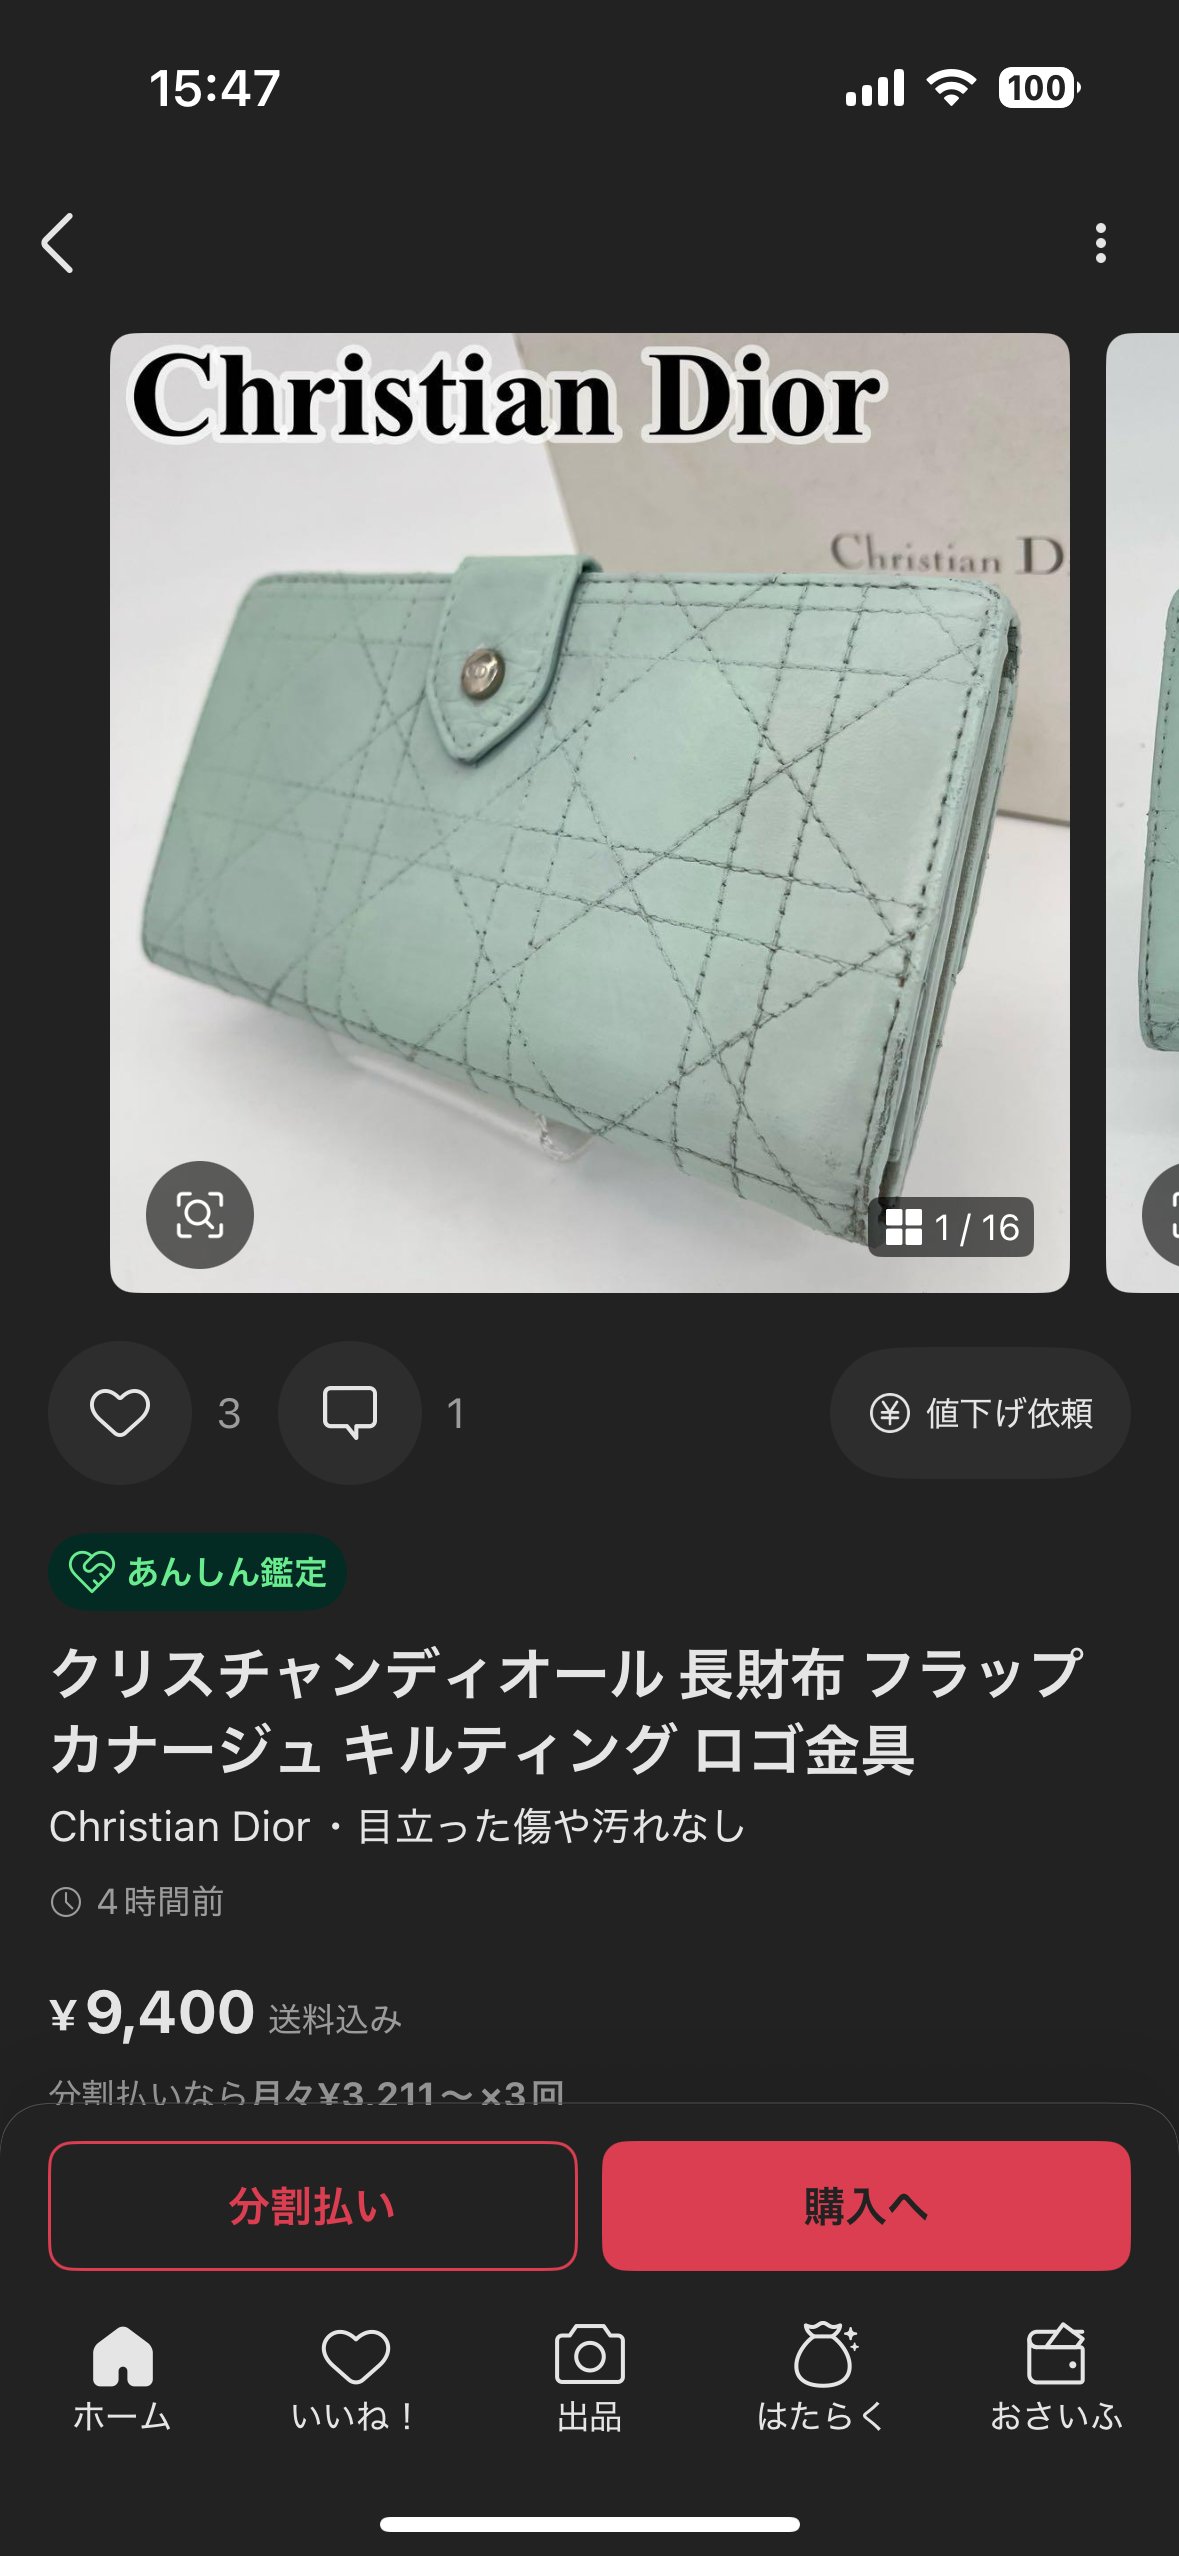 15:47
100
Christian Dior
Christian D
1 / 16
3
1
値下げ依頼
あんしん鑑定
クリスチャンディオール 長財布 フラップ
カナージュ キルティング ロゴ金具
Christian Dior・目立った傷や汚れなし
4時間前
¥9,400 送料込み
分割払いなら月々¥3,211〜×3回
分割払い
購入へ
ホーム
いいね！
出品
はたらく
おさいふ